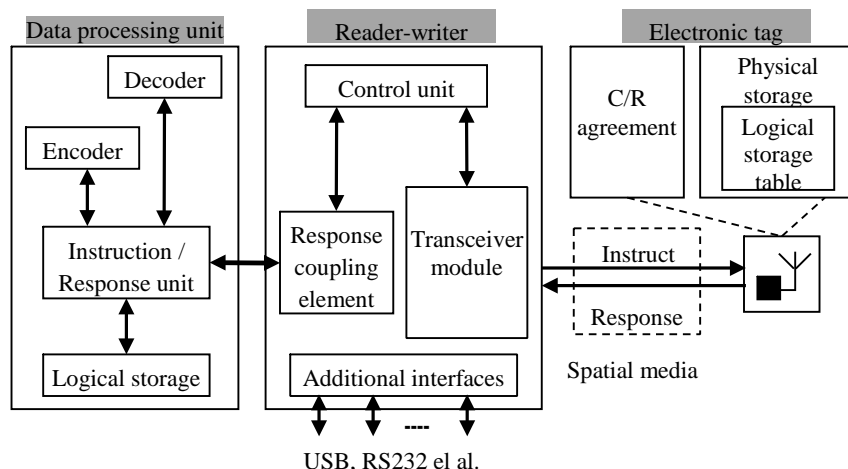 Data processing unit
Reader-writer
Electronic tag
Decoder
Encoder
Instruction /
Response unit
Logical storage
Control unit
Response
coupling
element
Transceiver
module
Additional interfaces
USB, RS232 el al.
C/R
agreement
Physical
storage
Logical
storage
table
Instruct
Response
Spatial media